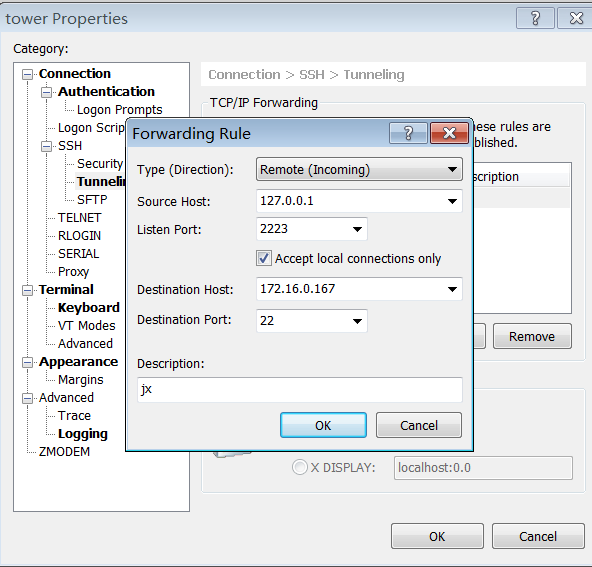 tower Properties
Category:
Connection
Authentication
Logon Prompts
Logon Scrip
SSH
Security
Tunnelin
SFTP
TELNET
RLOGIN
SERIAL
Proxy
Terminal
Keyboard
VT Modes
Advanced
Appearance
Margins
Advanced
Trace
Logging
ZMODEM
Connection > SSH > Tunneling
TCP/IP Forwarding
hese rules are
blished.
scription
Remove
X DISPLAY:
localhost:0.0
OK
Cancel
Forwarding Rule
Type (Direction): Remote (Incoming)
Source Host: 127.0.0.1
Listen Port: 2223
Accept local connections only
Destination Host: 172.16.0.167
Destination Port: 22
Description:
jx
OK
Cancel